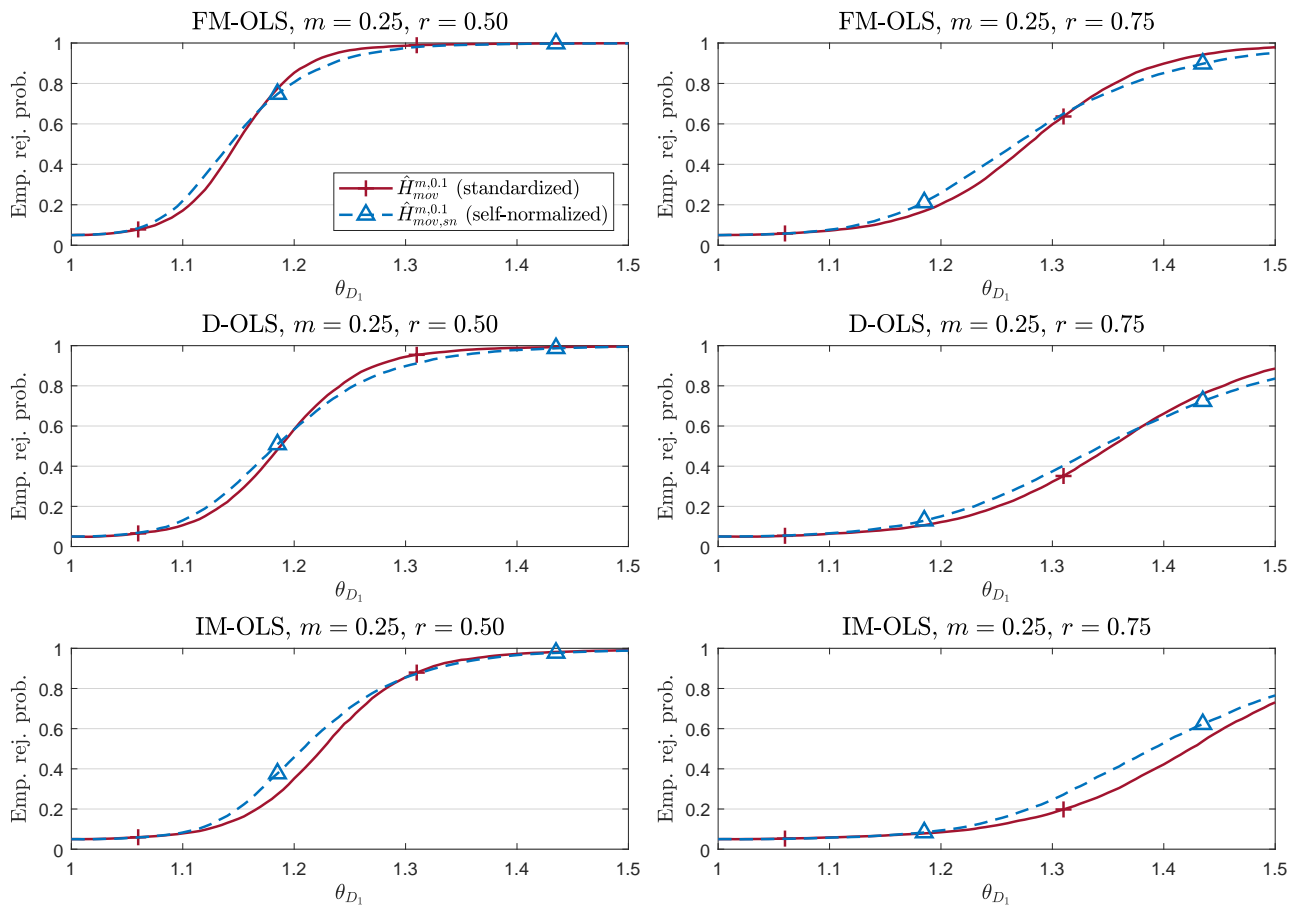 FM-OLS, m = 0.25, r = 0.50
Emp. rej. prob.
1
0.8
0.6
0.4
0.2
0
Ĥ^{m,0.1}_{mov} (standardized)
Ĥ^{m,0.1}_{mov,sn} (self-normalized)
1 1.1 1.2 1.3 1.4 1.5
θ_{D_1}
FM-OLS, m = 0.25, r = 0.75
Emp. rej. prob.
1
0.8
0.6
0.4
0.2
0
1 1.1 1.2 1.3 1.4 1.5
θ_{D_1}
D-OLS, m = 0.25, r = 0.50
Emp. rej. prob.
1
0.8
0.6
0.4
0.2
0
1 1.1 1.2 1.3 1.4 1.5
θ_{D_1}
D-OLS, m = 0.25, r = 0.75
Emp. rej. prob.
1
0.8
0.6
0.4
0.2
0
1 1.1 1.2 1.3 1.4 1.5
θ_{D_1}
IM-OLS, m = 0.25, r = 0.50
Emp. rej. prob.
1
0.8
0.6
0.4
0.2
0
1 1.1 1.2 1.3 1.4 1.5
θ_{D_1}
IM-OLS, m = 0.25, r = 0.75
Emp. rej. prob.
1
0.8
0.6
0.4
0.2
0
1 1.1 1.2 1.3 1.4 1.5
θ_{D_1}